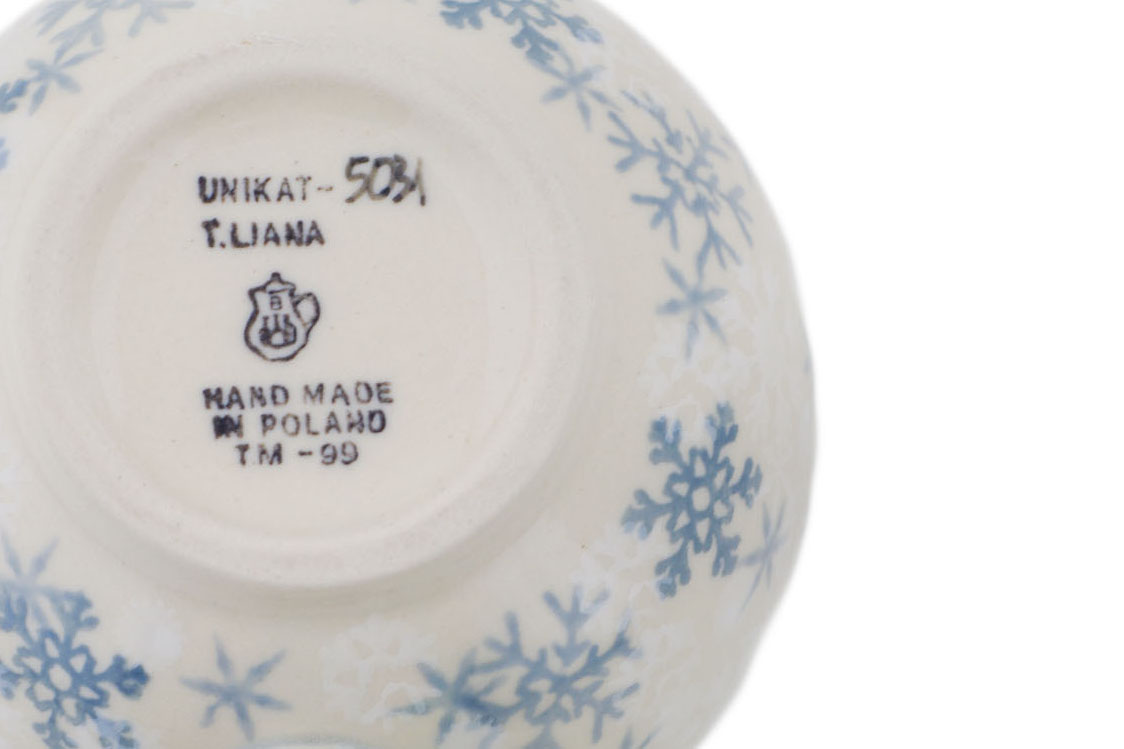 UNIKAT-5031
T.LIANA
HAND MADE
IN POLAND
TM-99